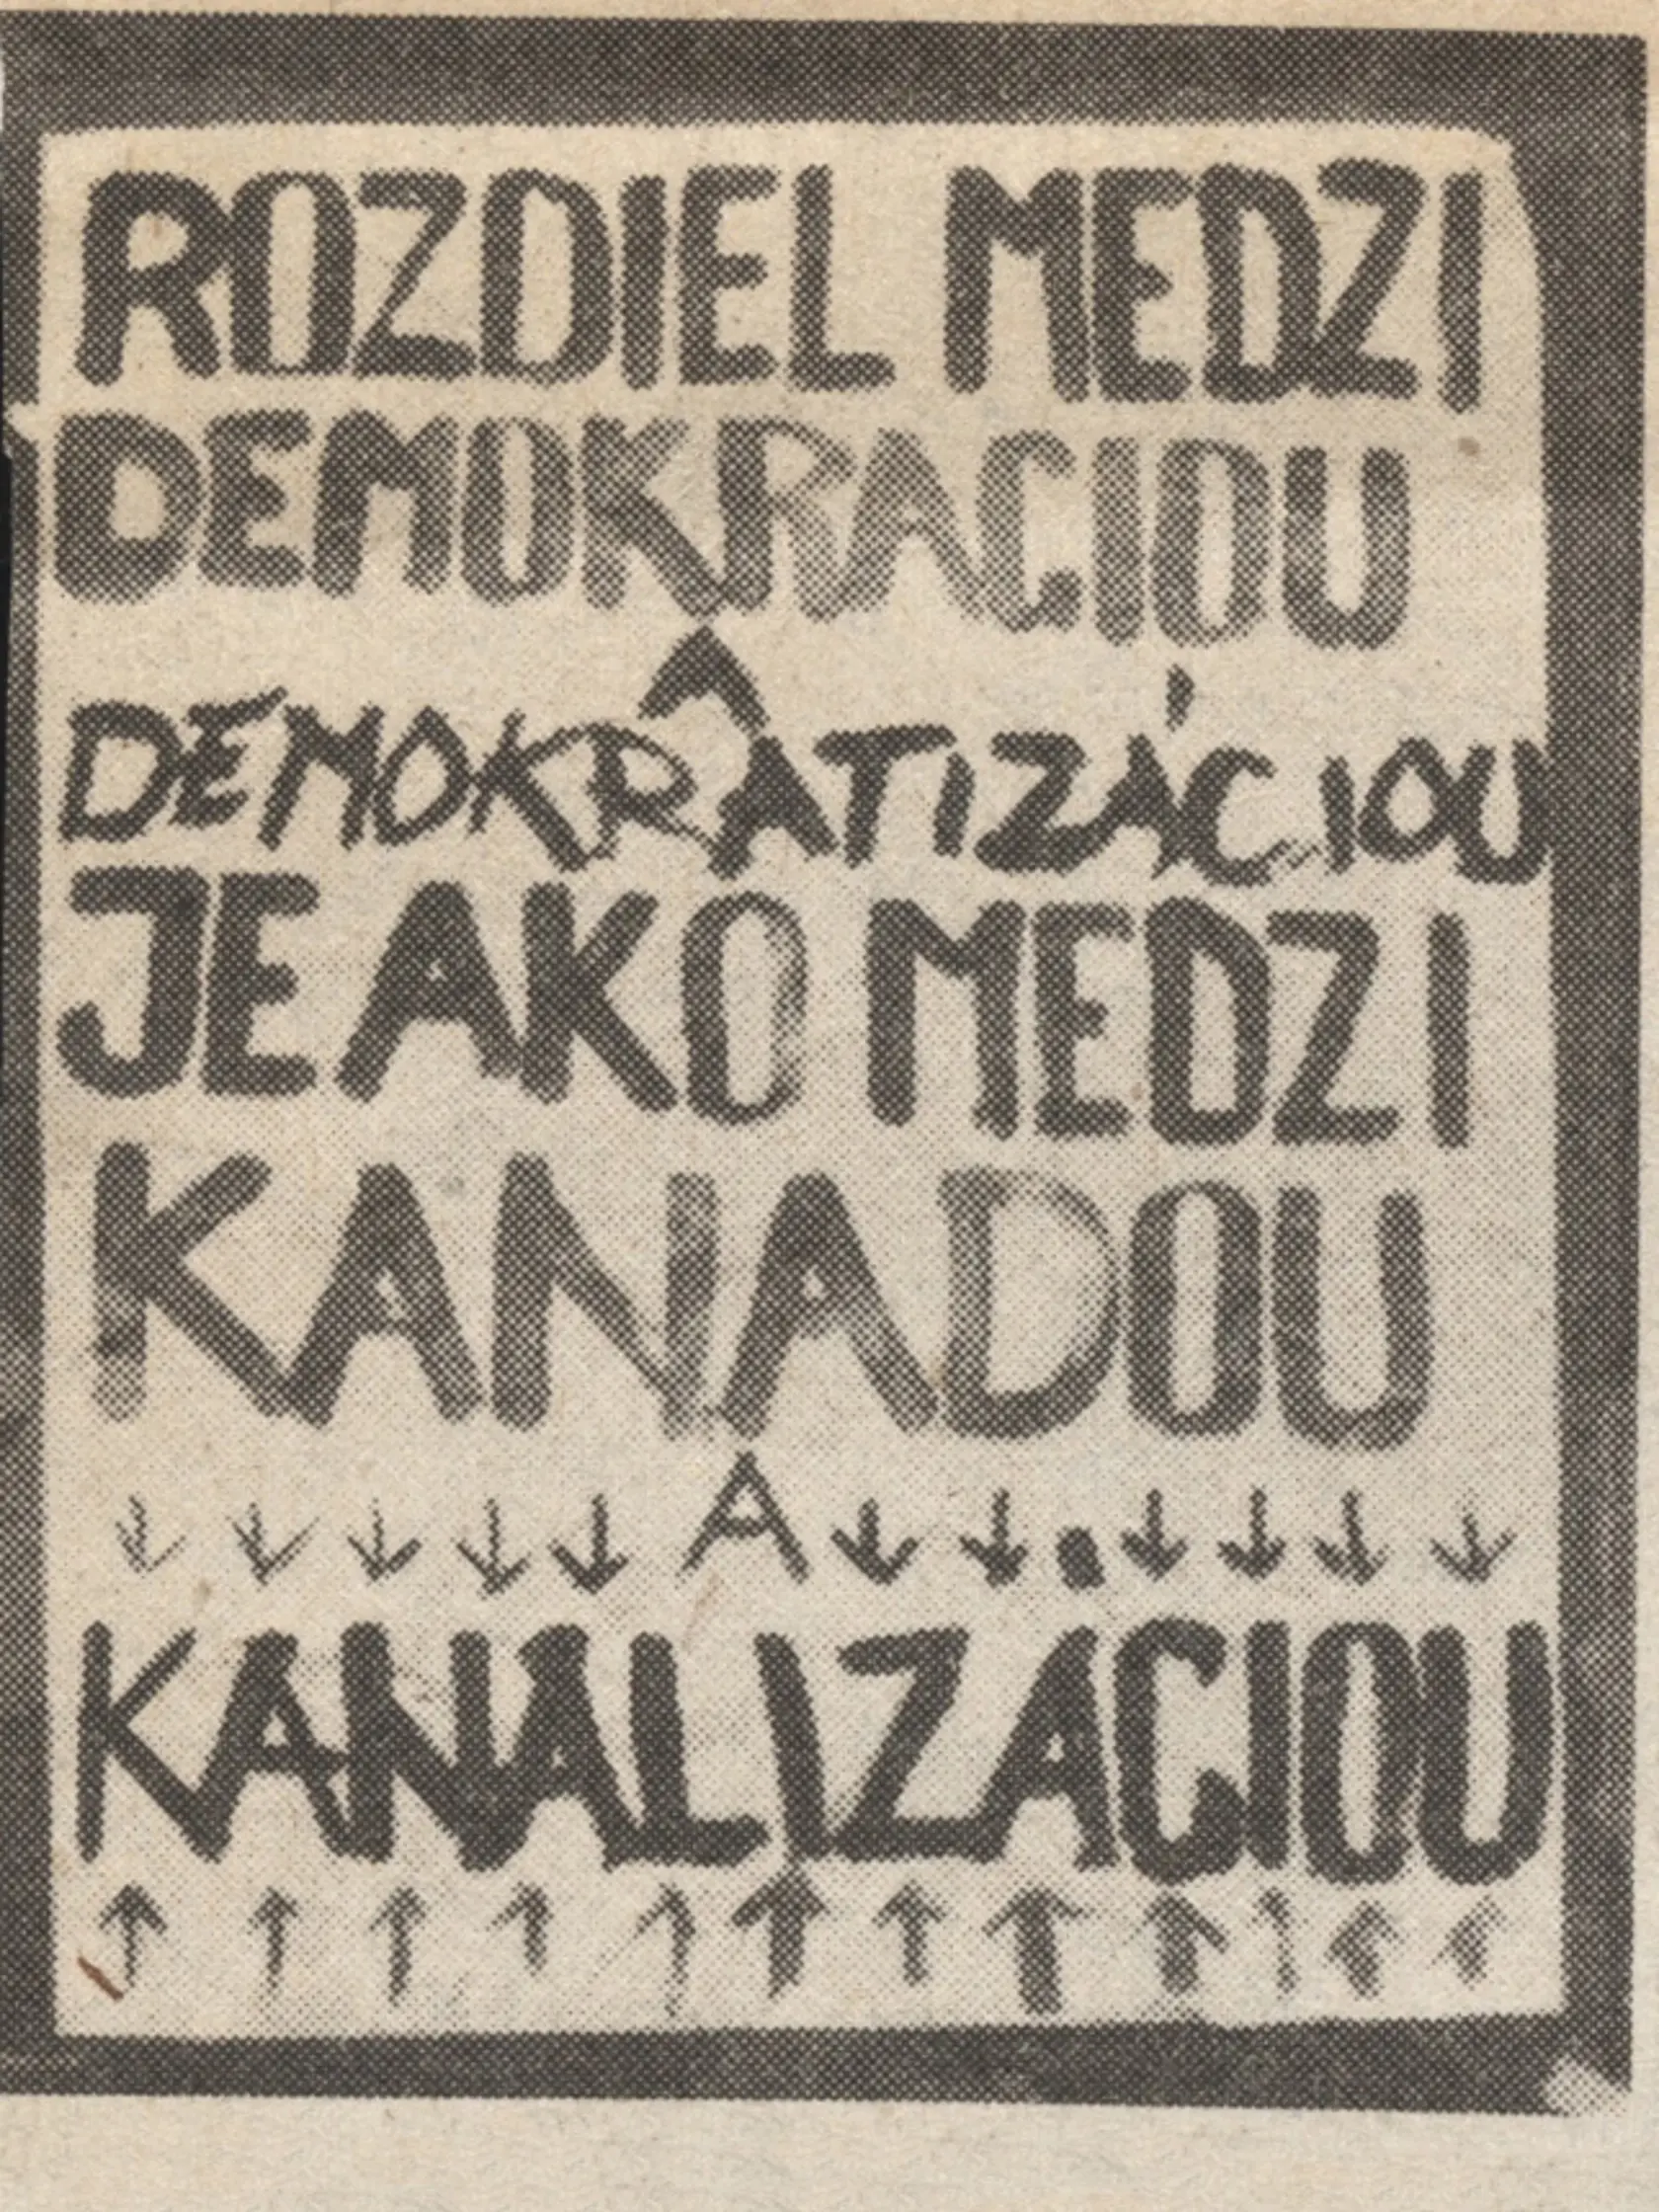 ROZDIEL MEDZI
DEMOKRACIOU
A
DEMOKRATIZÁCIOU
JE AKO MEDZI
KANADOU
↓ ↓ ↓ ↓ ↓ A ↓ ↓ . ↓ ↓ ↓ ↓
KANALIZÁCIOU
↑ ↑ ↑ ↑ ↑ ↑ ↑ ↑ ↑ ↑ ↑ ↑